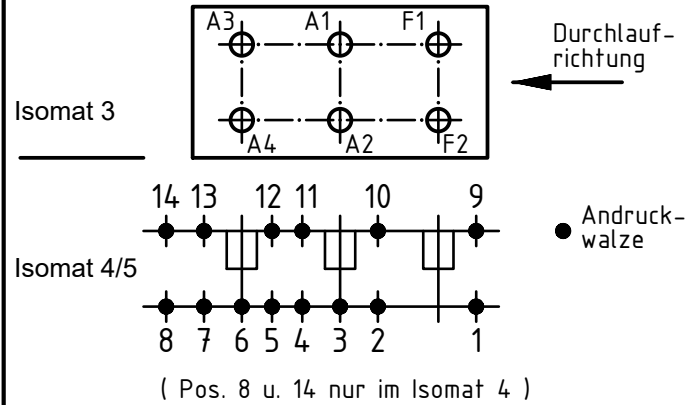 A3 A1 F1
Durchlauf-
richtung
Isomat 3
A4 A2 F2
14 13 12 11 10 9
Andruck-
walze
Isomat 4/5
8 7 6 5 4 3 2 1
( Pos. 8 u. 14 nur im Isomat 4 )